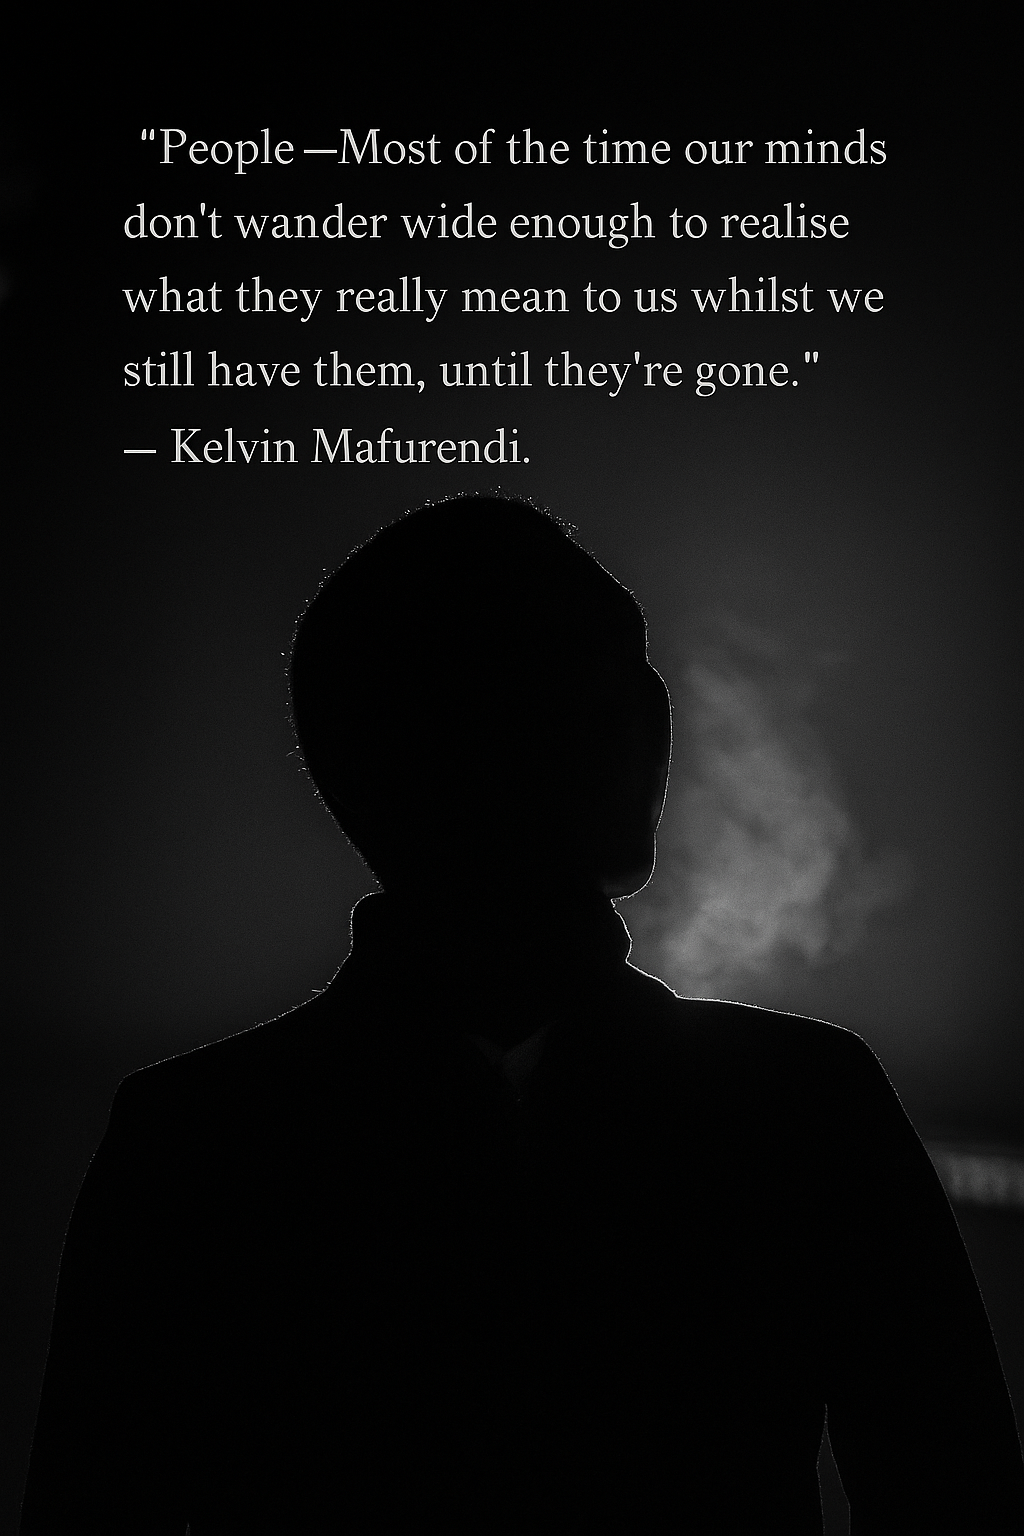 “People —Most of the time our minds
don't wander wide enough to realise
what they really mean to us whilst we
still have them, until they're gone."
— Kelvin Mafurendi.